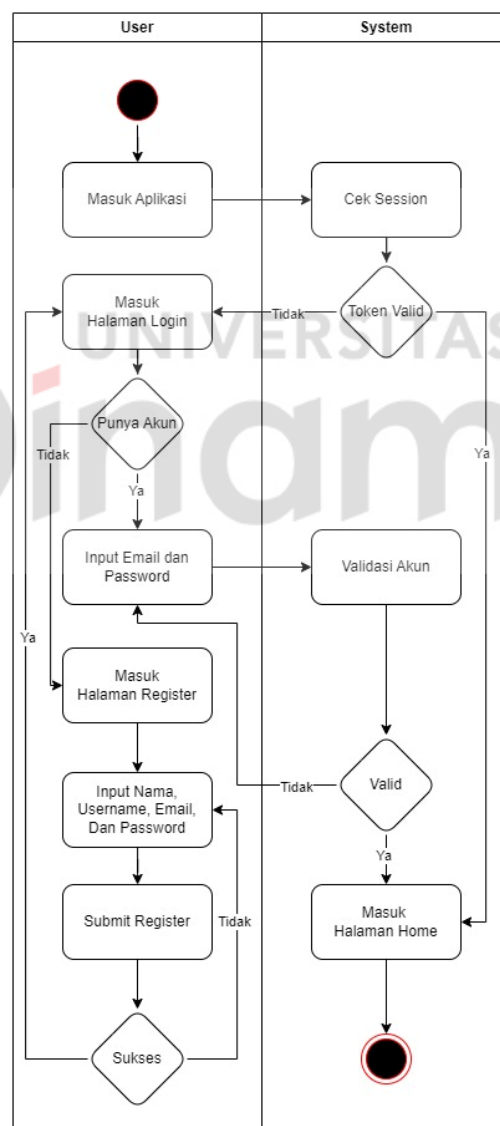 User
System
Masuk Aplikasi
Cek Session
Masuk
Halaman Login
Tidak
Token Valid
UNIVERSITAS
Dinam
Punya Akun
Tidak
Ya
Ya
Input Email dan
Password
Validasi Akun
Ya
Masuk
Halaman Register
Tidak
Valid
Input Nama,
Username, Email,
Dan Password
Ya
Submit Register
Tidak
Masuk
Halaman Home
Sukses